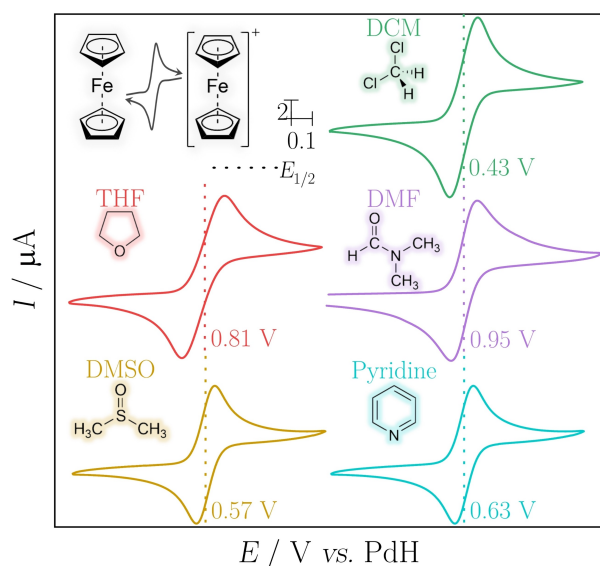 DCM
Cl
Cl
C
H
H
Fe
Fe
+
2
0.1
E1/2
0.43 V
THF
O
DMF
O
H
N
CH3
CH3
0.81 V
0.95 V
DMSO
O
S
H3C
CH3
Pyridine
N
0.57 V
0.63 V
I / μA
E / V vs. PdH